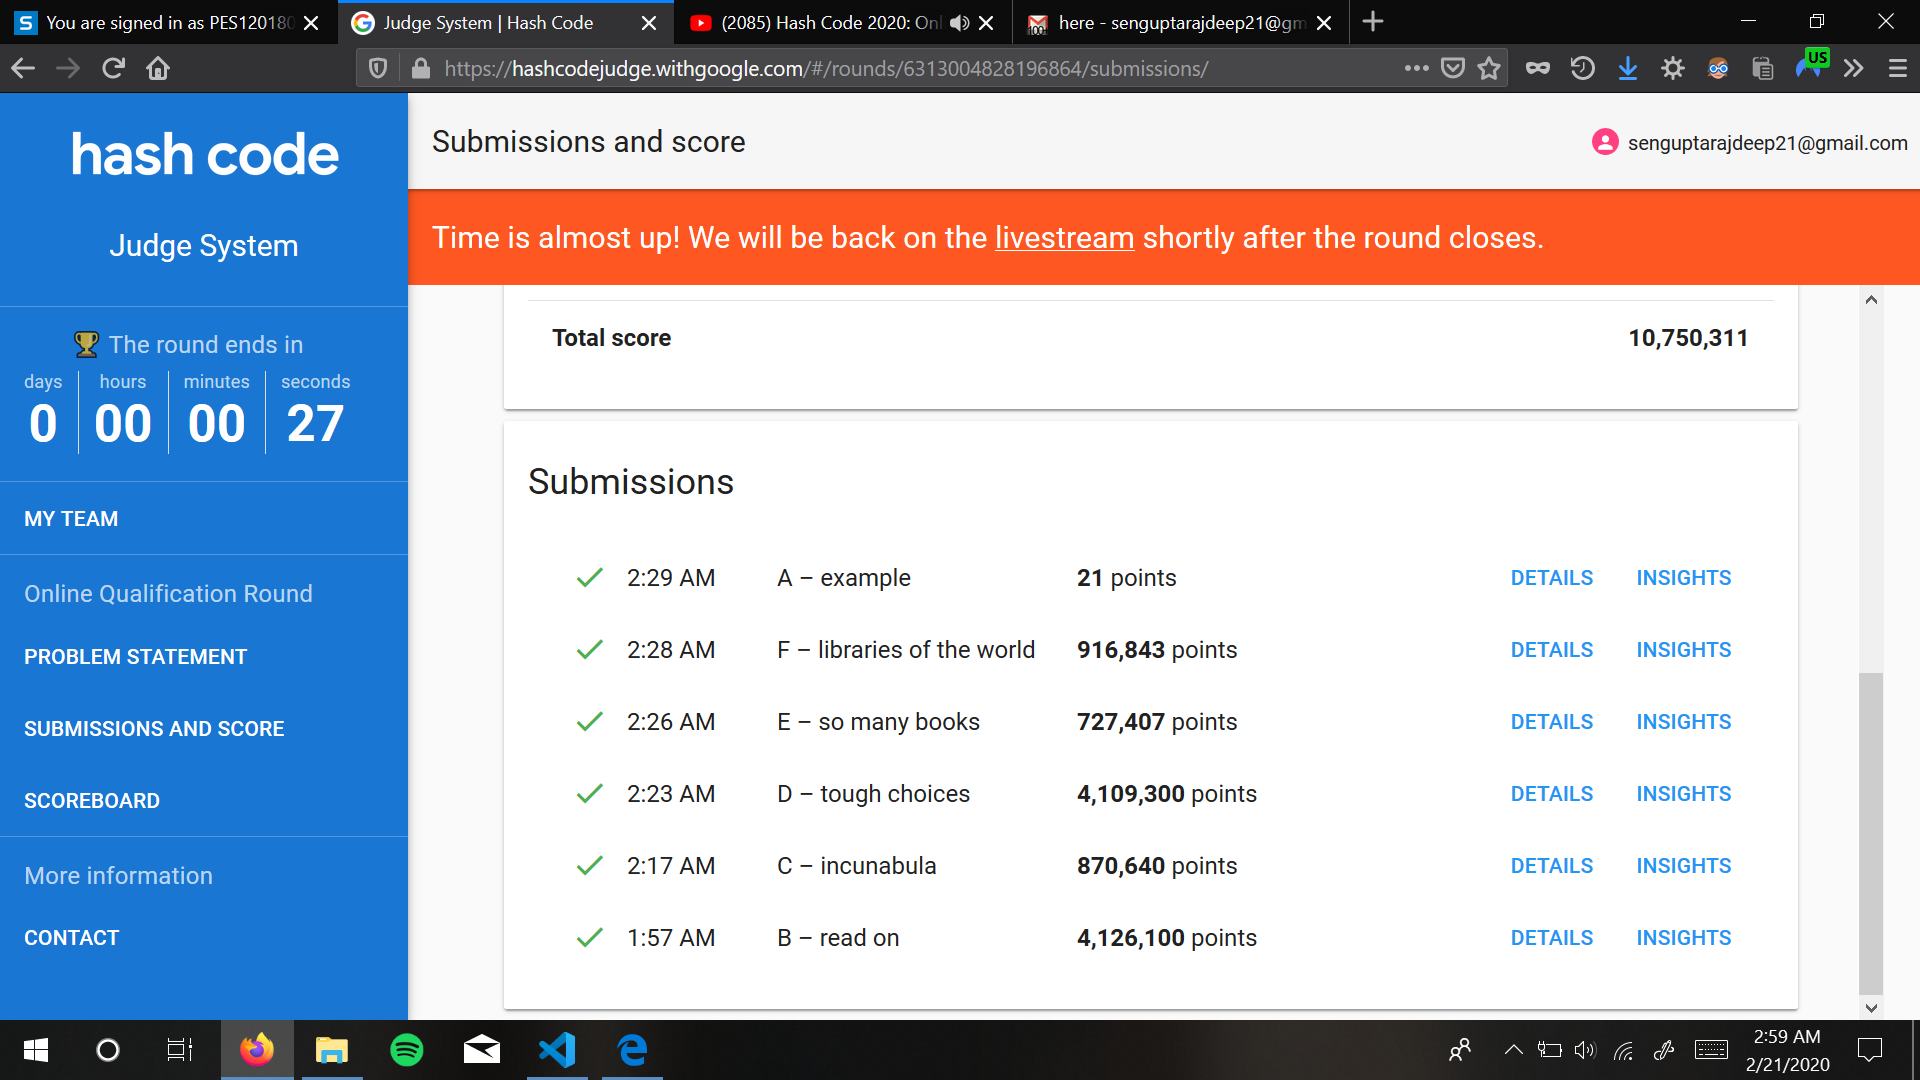 You are signed in as PES120180
Judge System | Hash Code
(2085) Hash Code 2020: Onl
here - senguptarajdeep21@gm
https://hashcodejudge.withgoogle.com/#/rounds/6313004828196864/submissions/
US
hash code
Judge System
The round ends in
days hours minutes seconds
0 00 00 27
MY TEAM
Online Qualification Round
PROBLEM STATEMENT
SUBMISSIONS AND SCORE
SCOREBOARD
More information
CONTACT
Submissions and score
senguptarajdeep21@gmail.com
Time is almost up! We will be back on the livestream shortly after the round closes.
Total score 10,750,311
Submissions
2:29 AM A – example 21 points DETAILS INSIGHTS
2:28 AM F – libraries of the world 916,843 points DETAILS INSIGHTS
2:26 AM E – so many books 727,407 points DETAILS INSIGHTS
2:23 AM D – tough choices 4,109,300 points DETAILS INSIGHTS
2:17 AM C – incunabula 870,640 points DETAILS INSIGHTS
1:57 AM B – read on 4,126,100 points DETAILS INSIGHTS
2:59 AM
2/21/2020